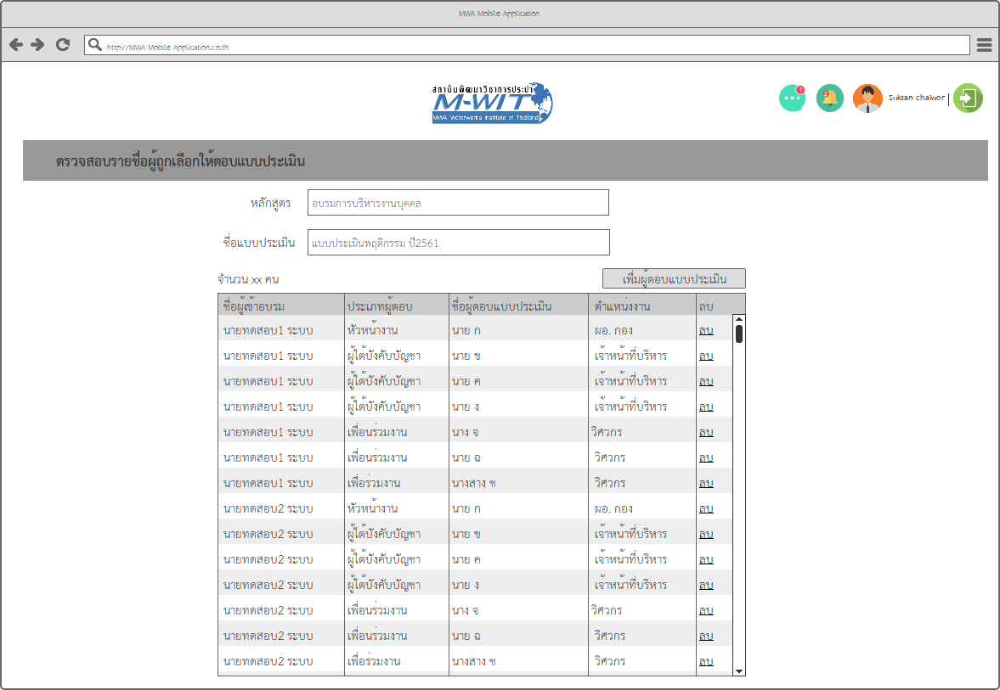 MWA Mobile Application
http://MWA Mobile Application.co.th
สถาบันพัฒนาวิชาการประปา
M-WIT
MWA Waterworks Institute of Thailand
1
3
Suksan chaiwor
ตรวจสอบรายชื่อผู้ถูกเลือกให้ตอบแบบประเมิน
หลักสูตร อบรมการบริหารงานบุคคล
ชื่อแบบประเมิน แบบประเมินพฤติกรรม ปี2561
จำนวน xx คน เพิ่มผู้ตอบแบบประเมิน
ชื่อผู้เข้าอบรม ประเภทผู้ตอบ ชื่อผู้ตอบแบบประเมิน ตำแหน่งงาน ลบ
นายทดสอบ1 ระบบ หัวหน้างาน นาย ก ผอ. กอง ลบ
นายทดสอบ1 ระบบ ผู้ใต้บังคับบัญชา นาย ข เจ้าหน้าที่บริหาร ลบ
นายทดสอบ1 ระบบ ผู้ใต้บังคับบัญชา นาย ค เจ้าหน้าที่บริหาร ลบ
นายทดสอบ1 ระบบ ผู้ใต้บังคับบัญชา นาย ง เจ้าหน้าที่บริหาร ลบ
นายทดสอบ1 ระบบ เพื่อนร่วมงาน นาง จ วิศวกร ลบ
นายทดสอบ1 ระบบ เพื่อนร่วมงาน นาย ฉ วิศวกร ลบ
นายทดสอบ1 ระบบ เพื่อร่วมงาน นางสาง ช วิศวกร ลบ
นายทดสอบ2 ระบบ หัวหน้างาน นาย ก ผอ. กอง ลบ
นายทดสอบ2 ระบบ ผู้ใต้บังคับบัญชา นาย ข เจ้าหน้าที่บริหาร ลบ
นายทดสอบ2 ระบบ ผู้ใต้บังคับบัญชา นาย ค เจ้าหน้าที่บริหาร ลบ
นายทดสอบ2 ระบบ ผู้ใต้บังคับบัญชา นาย ง เจ้าหน้าที่บริหาร ลบ
นายทดสอบ2 ระบบ เพื่อนร่วมงาน นาง จ วิศวกร ลบ
นายทดสอบ2 ระบบ เพื่อนร่วมงาน นาย ฉ วิศวกร ลบ
นายทดสอบ2 ระบบ เพื่อร่วมงาน นางสาง ช วิศวกร ลบ